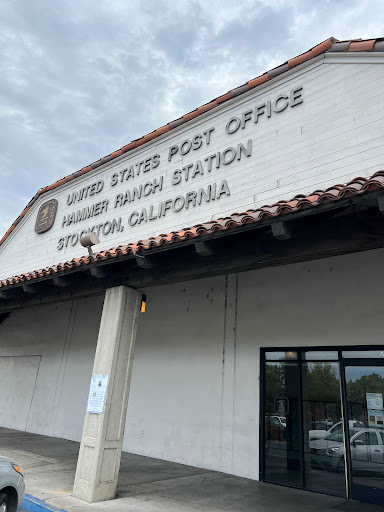 UNITED STATES POST OFFICE
HAMMER RANCH STATION
STOCKTON, CALIFORNIA